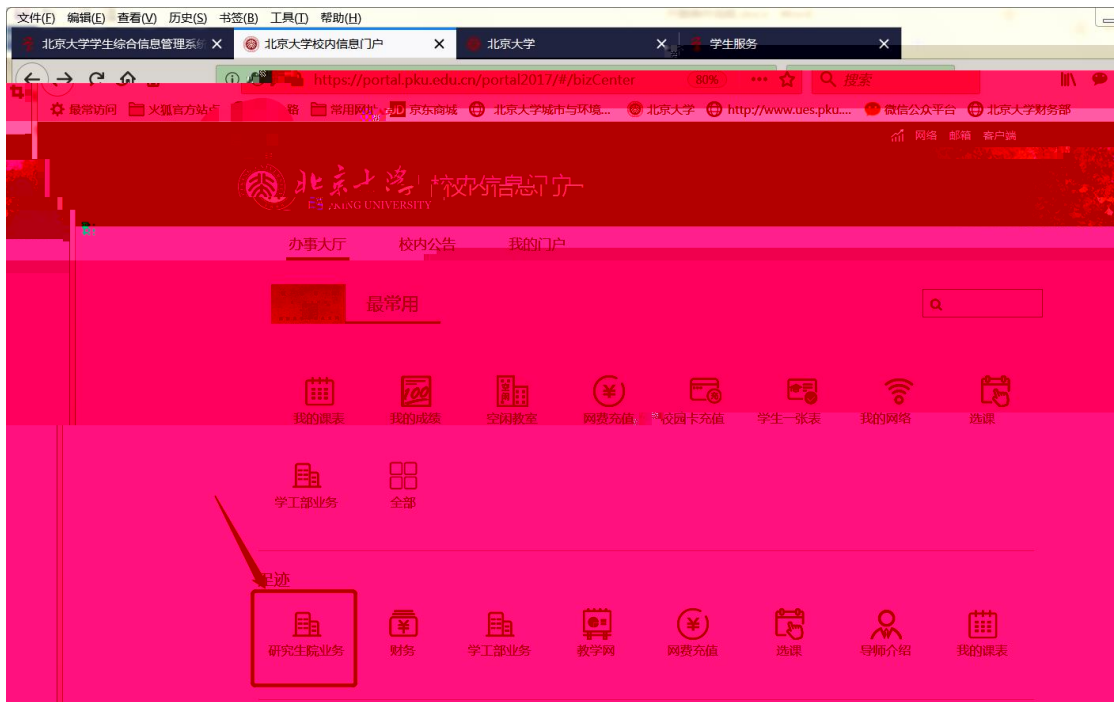 文件(F) 编辑(E) 查看(V) 历史(S) 书签(B) 工具(T) 帮助(H)
北京大学学生综合信息管理系统 北京大学校内信息门户 北京大学 学生服务
https://portal.pku.edu.cn/portal2017/#/bizCenter 80% 搜索
最常访问 火狐官方站点 常用网址 京东商城 北京大学城市与环境... 北京大学 http://www.ues.pku.... 微信公众平台 北京大学财务部
网络 邮箱 客户端
北京大学 校内信息门户
PEKING UNIVERSITY
办事大厅 校内公告 我的门户
最常用
我的课表 我的成绩 空闲教室 网费充值 校园卡充值 学生一张表 我的网络 选课
学工部业务 全部
足迹
研究生院业务 财务 学工部业务 教学网 网费充值 选课 导师介绍 我的课表